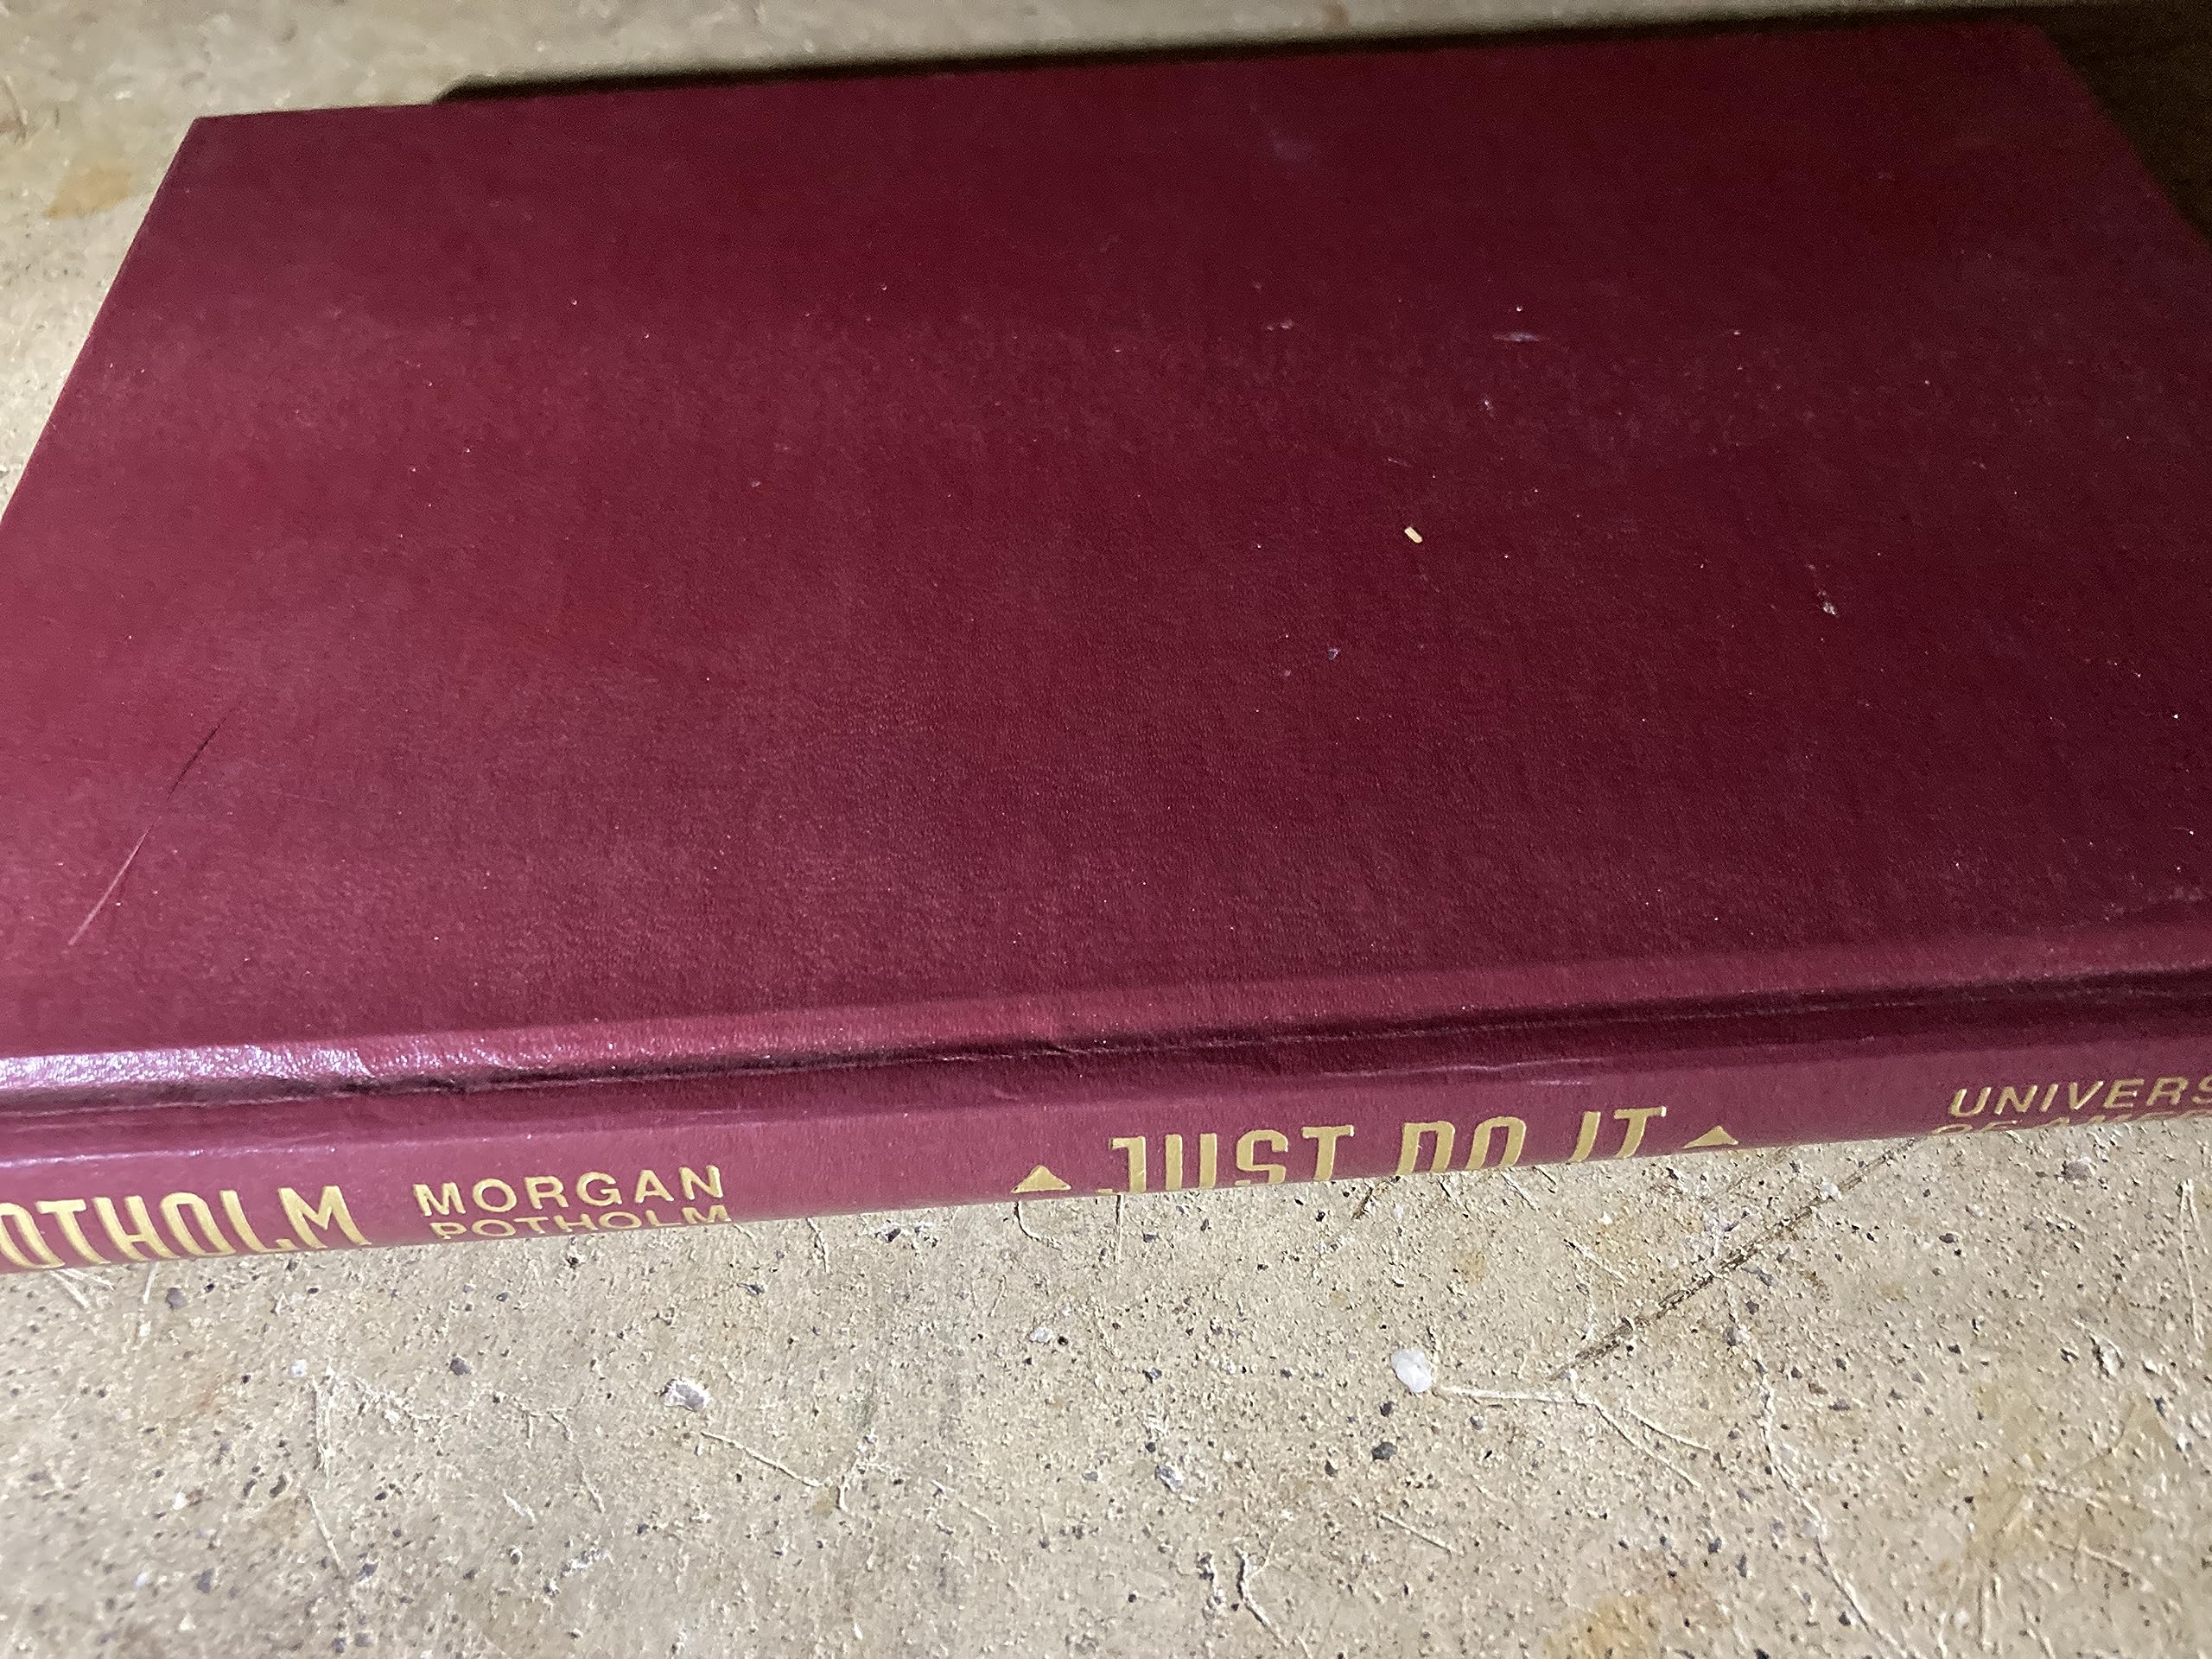 OTHOLM
MORGAN
POTHOLM
▲ JUST DO IT ▲
UNIVERS